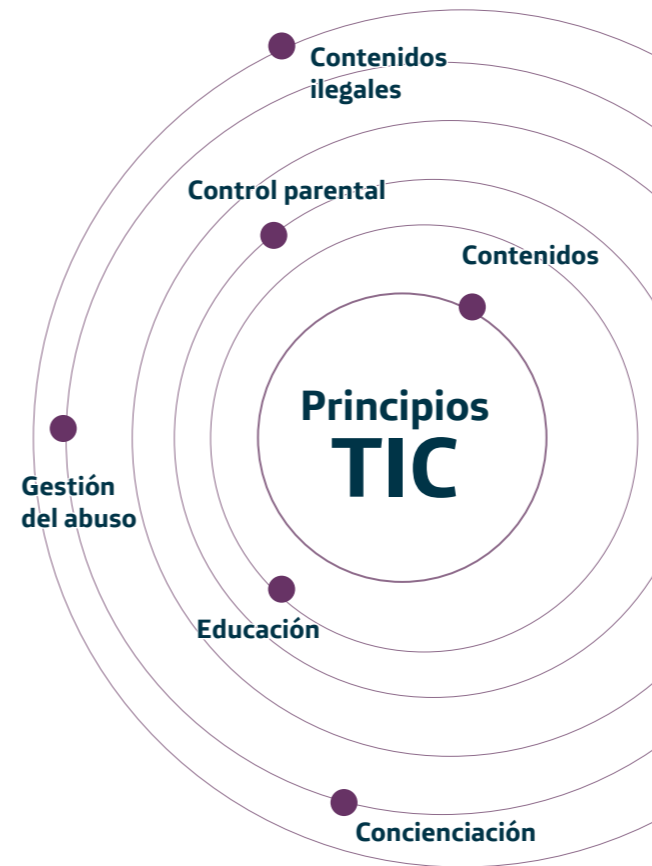 Contenidos
ilegales
Control parental
Contenidos
Principios
TIC
Gestión
del abuso
Educación
Concienciación